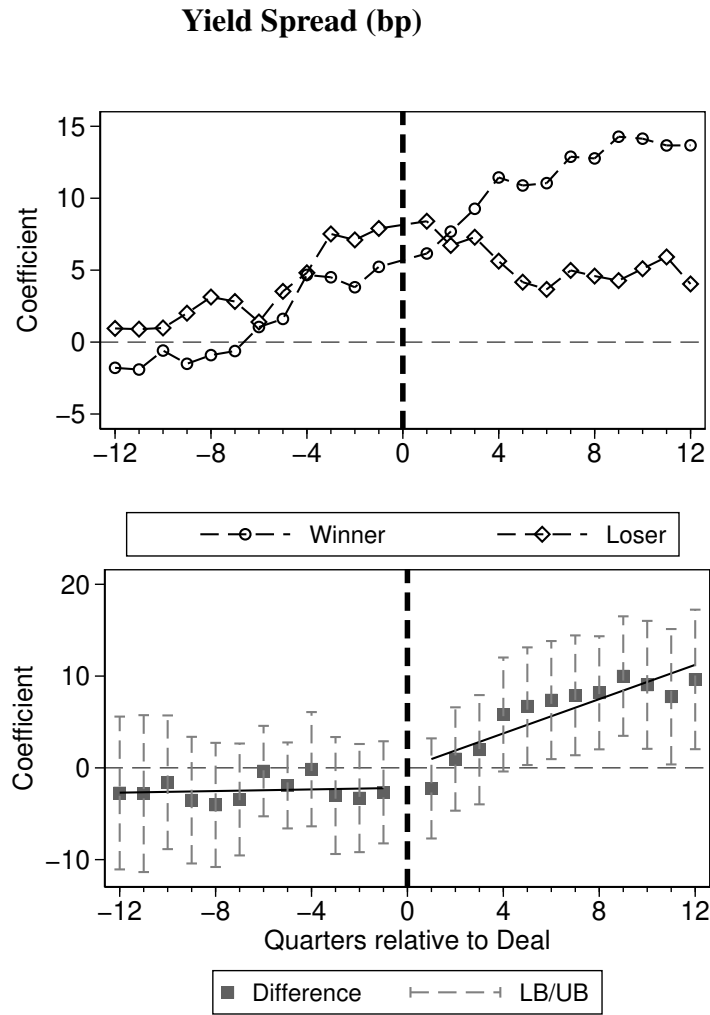 Yield Spread (bp)
15
10
5
0
−5
Coefficient
−12 −8 −4 0 4 8 12
Winner Loser
20
10
0
−10
Coefficient
−12 −8 −4 0 4 8 12
Quarters relative to Deal
Difference LB/UB